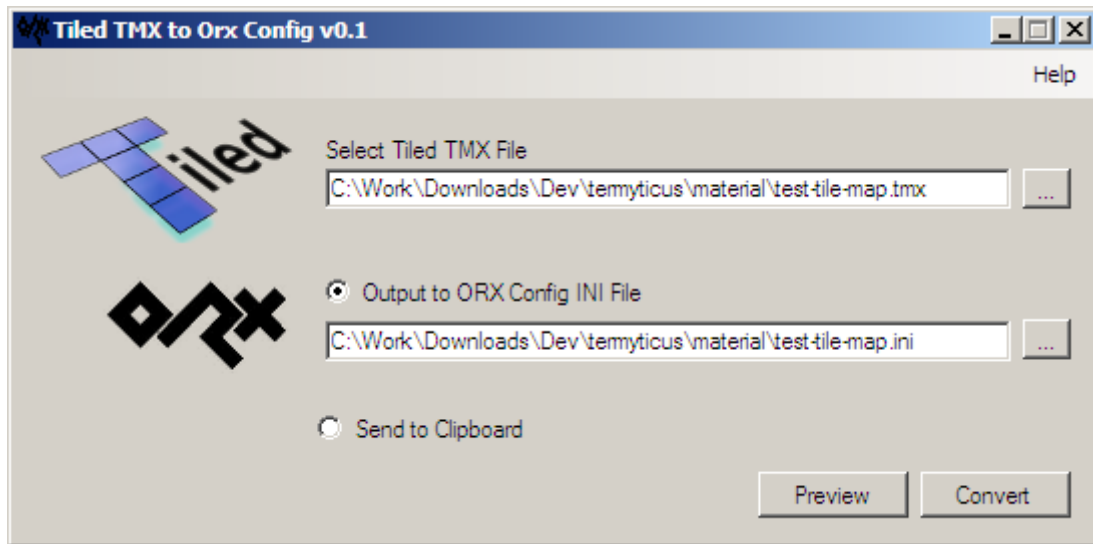 Tiled TMX to Orx Config v0.1
Help
Tiled
Select Tiled TMX File
C:\Work\Downloads\Dev\termyticus\material\test-tile-map.tmx
...
orx
Output to ORX Config INI File
C:\Work\Downloads\Dev\termyticus\material\test-tile-map.ini
...
Send to Clipboard
Preview Convert